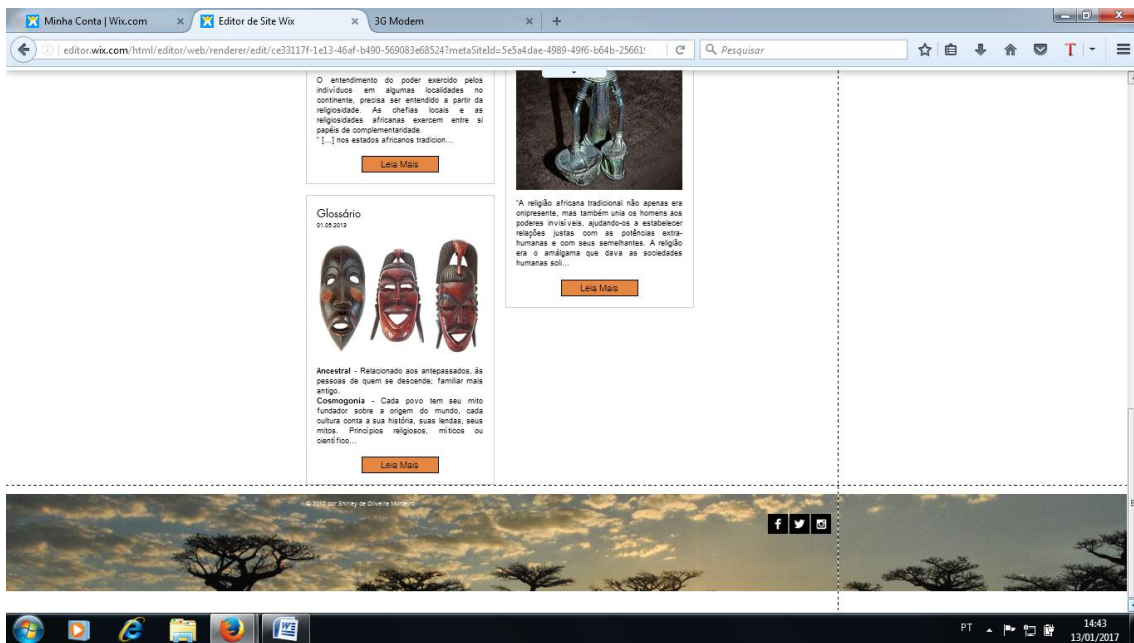 Minha Conta | Wix.com
Editor de Site Wix
3G Modem
editor.wix.com/html/editor/web/renderer/edit/ce33117f-1e13-46af-b490-569083e68524?metaSiteId=5e5a4dae-4989-49f6-b64b-25661
Pesquisar
O entendimento do poder exercido pelos
indivíduos em algumas localidades no
continente, precisa ser entendido a partir da
religiosidade. As chefias locais e as
religiosidades africanas exercem entre si
papéis de complementaridade.
" [...] nos estados africanos tradicion...
Leia Mais
Glossário
01.05.2013
Ancestral - Relacionado aos antepassados, às
pessoas de quem se descende; familiar mais
antigo.
Cosmogonia - Cada povo tem seu mito
fundador sobre a origem do mundo, cada
cultura conta a sua história, suas lendas, seus
mitos. Princípios religiosos, míticos ou
científico...
Leia Mais
"A religião africana tradicional não apenas era
onipresente, mas também unia os homens aos
poderes invisíveis, ajudando-os a estabelecer
relações justas com as potências extra-
humanas e com seus semelhantes. A religião
era o amálgama que dava as sociedades
humanas soli...
Leia Mais
por Shirley de Oliveira
PT
14:43
13/01/2017